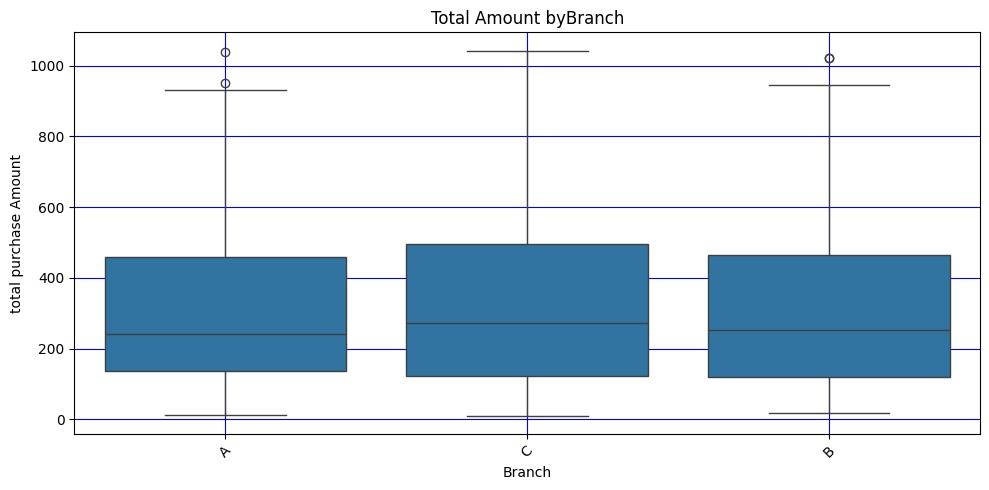 Total Amount byBranch
total purchase Amount
1000
800
600
400
200
0
A
C
B
Branch